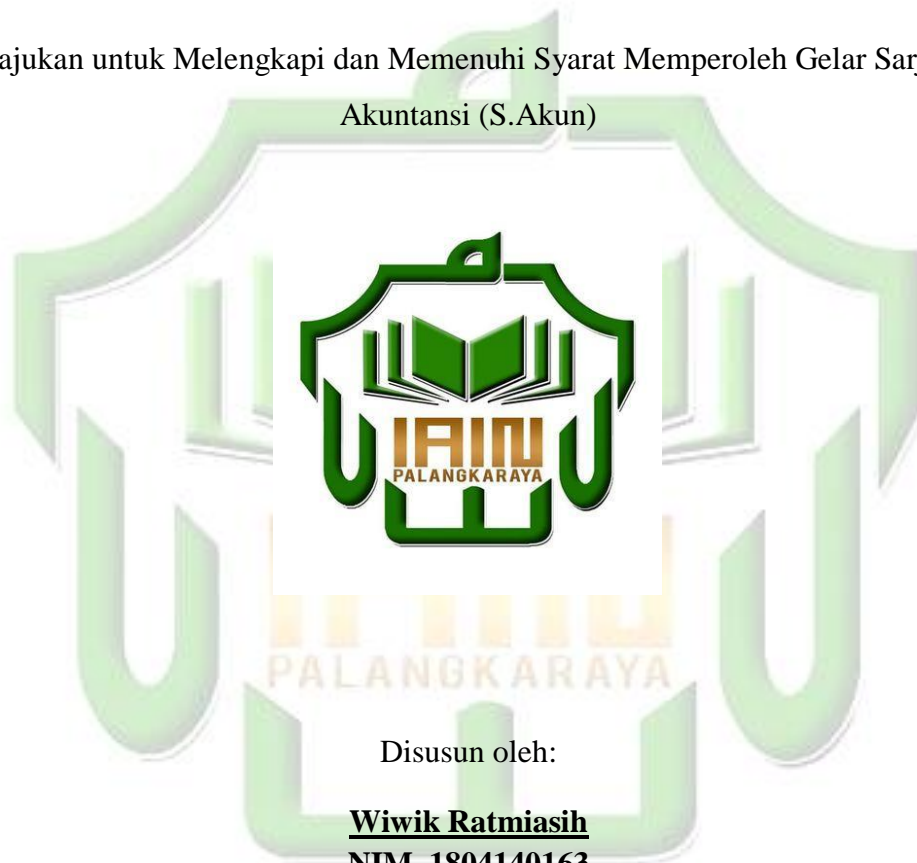 ajukan untuk Melengkapi dan Memenuhi Syarat Memperoleh Gelar Sar
Akuntansi (S.Akun)
IAIN
PALANGKARAYA
PALANGKARAYA
Disusun oleh:
Wiwik Ratmiasih
NIM 1804140163